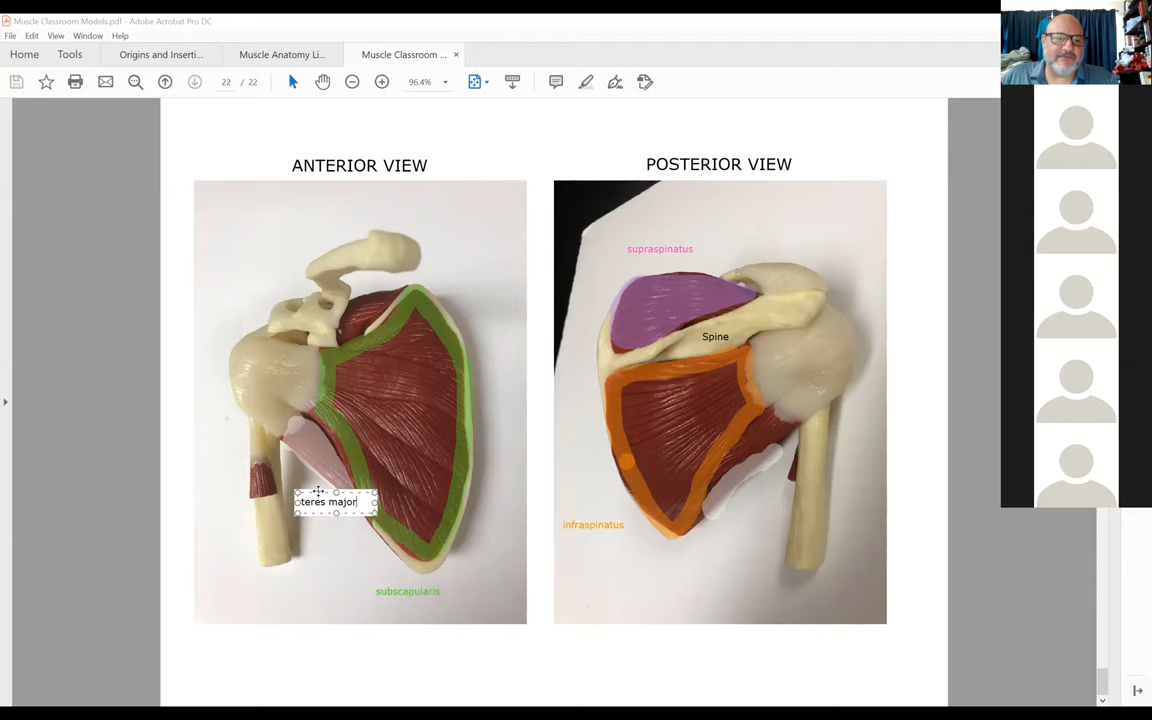 Muscle Classroom Models.pdf - Adobe Acrobat Pro DC
File Edit View Window Help
Home Tools Origins and Inserti... Muscle Anatomy Li... Muscle Classroom ... ×
22 / 22 96.4%
ANTERIOR VIEW
POSTERIOR VIEW
supraspinatus
Spine
teres major
infraspinatus
subscapularis